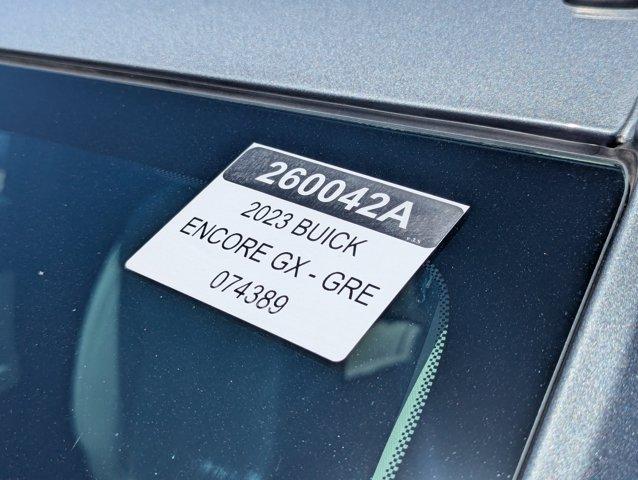 260042A
2023 BUICK
ENCORE GX - GRE
074389